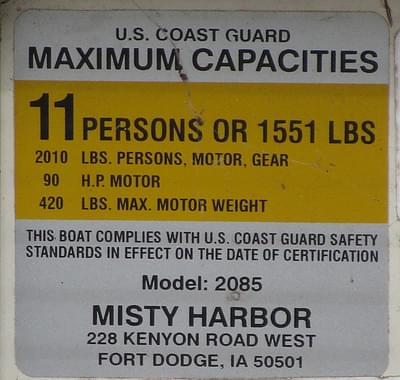 U.S. COAST GUARD
MAXIMUM CAPACITIES
11 PERSONS OR 1551 LBS
2010 LBS. PERSONS, MOTOR, GEAR
90 H.P. MOTOR
420 LBS. MAX. MOTOR WEIGHT
THIS BOAT COMPLIES WITH U.S. COAST GUARD SAFETY
STANDARDS IN EFFECT ON THE DATE OF CERTIFICATION
Model: 2085
MISTY HARBOR
228 KENYON ROAD WEST
FORT DODGE, IA 50501